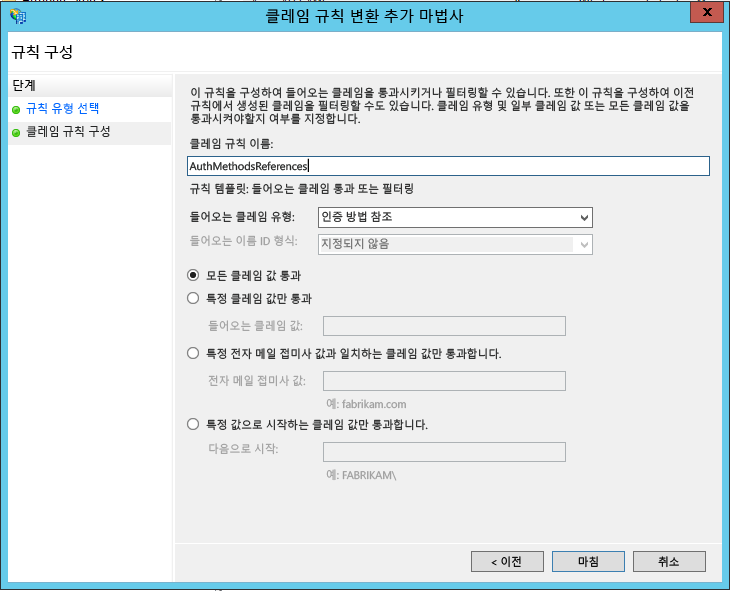 클레임 규칙 변환 추가 마법사
x
규칙 구성
단계
규칙 유형 선택
클레임 규칙 구성
이 규칙을 구성하여 들어오는 클레임을 통과시키거나 필터링할 수 있습니다. 또한 이 규칙을 구성하여 이전
규칙에서 생성된 클레임을 필터링할 수도 있습니다. 클레임 유형 및 일부 클레임 값 또는 모든 클레임 값을
통과시켜야할지 여부를 지정합니다.
클레임 규칙 이름:
AuthMethodsReferences
규칙 템플릿: 들어오는 클레임 통과 또는 필터링
들어오는 클레임 유형: 인증 방법 참조
들어오는 이름 ID 형식: 지정되지 않음
모든 클레임 값 통과
특정 클레임 값만 통과
들어오는 클레임 값:
특정 전자 메일 접미사 값과 일치하는 클레임 값만 통과합니다.
전자 메일 접미사 값:
예: fabrikam.com
특정 값으로 시작하는 클레임 값만 통과합니다.
다음으로 시작:
예: FABRIKAM\
< 이전 마침 취소